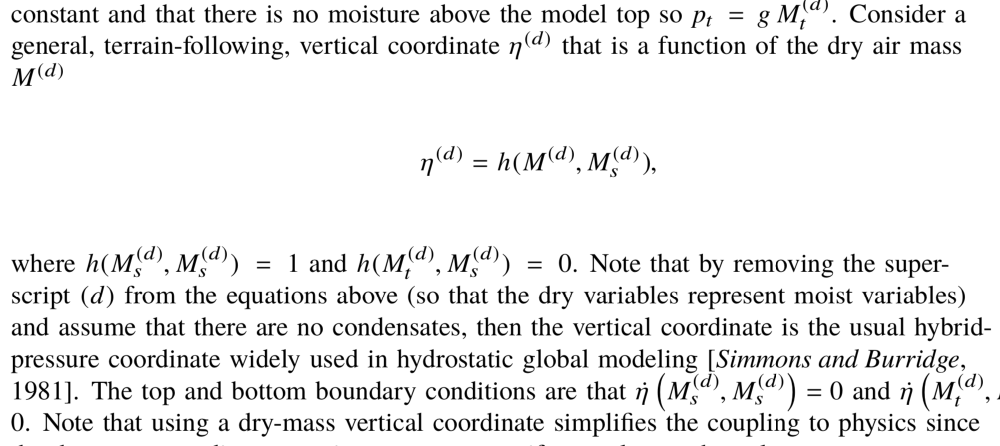 constant and that there is no moisture above the model top so $p_t = g M_t^{(d)}$. Consider a
general, terrain-following, vertical coordinate $\eta^{(d)}$ that is a function of the dry air mass
$M^{(d)}$
$\eta^{(d)} = h(M^{(d)}, M_s^{(d)}),$
where $h(M_s^{(d)}, M_s^{(d)}) = 1$ and $h(M_t^{(d)}, M_s^{(d)}) = 0$. Note that by removing the super-
script $(d)$ from the equations above (so that the dry variables represent moist variables)
and assume that there are no condensates, then the vertical coordinate is the usual hybrid-
pressure coordinate widely used in hydrostatic global modeling [Simmons and Burridge,
1981]. The top and bottom boundary conditions are that $\dot{\eta}\left(M_s^{(d)}, M_s^{(d)}\right) = 0$ and $\dot{\eta}\left(M_t^{(d)},$
0. Note that using a dry-mass vertical coordinate simplifies the coupling to physics since